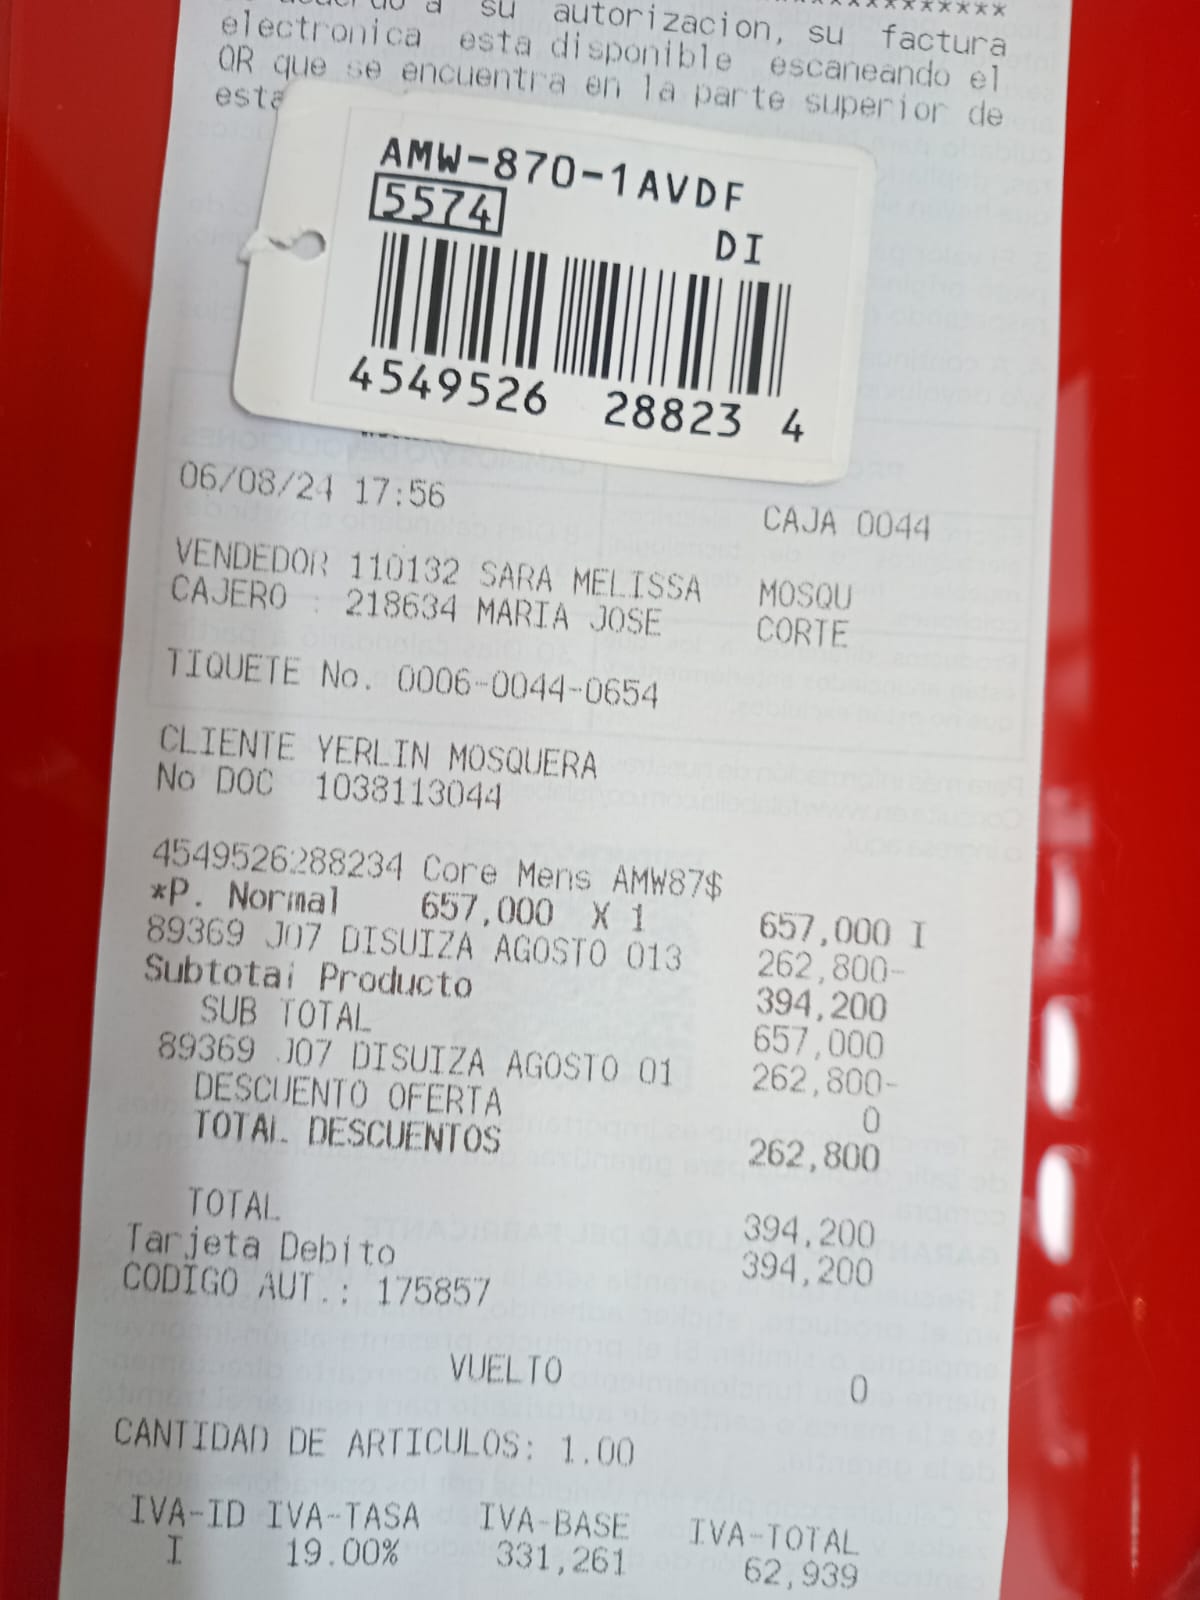 a su autorizacion, su factura
electronica esta disponible escaneando el
QR que se encuentra en la parte superior de
esta
AMW-870-1AVDF
5574
DI
4549526 28823 4
06/08/24 17:56 CAJA 0044
VENDEDOR 110132 SARA MELISSA MOSQU
CAJERO : 218634 MARIA JOSE CORTE
TIQUETE No. 0006-0044-0654
CLIENTE YERLIN MOSQUERA
No DOC 1038113044
4549526288234 Core Mens AMW87$
*P. Normal 657,000 X 1 657,000 I
89369 J07 DISUIZA AGOSTO 013 262,800-
Subtotal Producto 394,200
SUB TOTAL 657,000
89369 J07 DISUIZA AGOSTO 01 262,800-
DESCUENTO OFERTA 0
TOTAL DESCUENTOS 262,800
TOTAL 394,200
Tarjeta Debito 394,200
CODIGO AUT.: 175857
VUELTO 0
CANTIDAD DE ARTICULOS: 1.00
IVA-ID IVA-TASA IVA-BASE IVA-TOTAL
I 19.00% 331,261 62,939